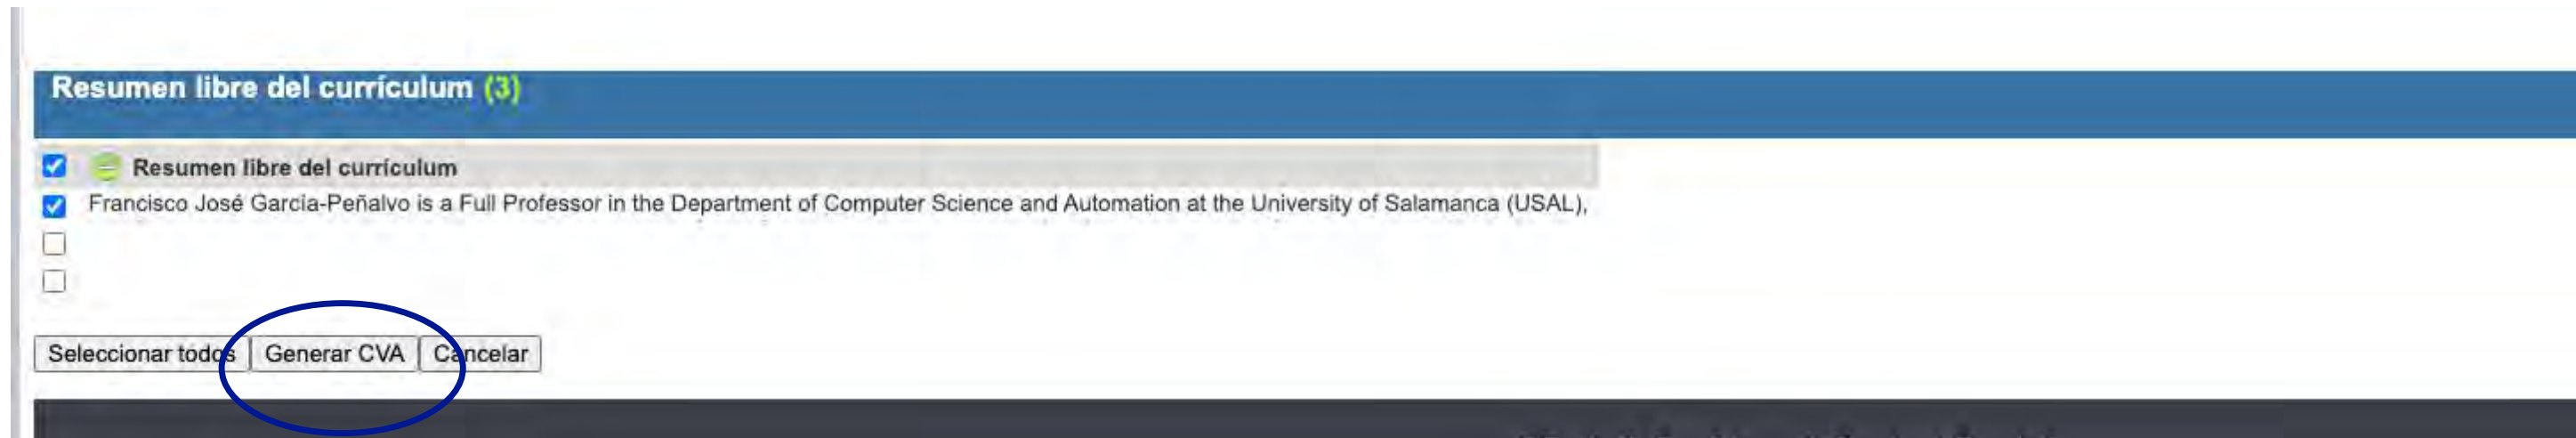 Resumen libre del currículum (3)
Resumen libre del currículum
Francisco José García-Peñalvo is a Full Professor in the Department of Computer Science and Automation at the University of Salamanca (USAL),
Seleccionar todos Generar CVA Cancelar